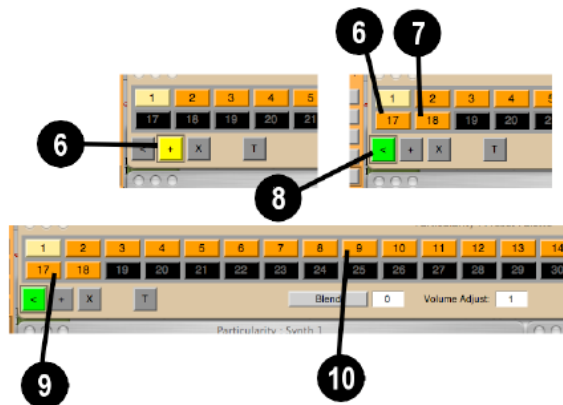 6 7
1 2 3 4 5
17 18 19 20 21
< + X T
6
1 2 3 4 5
17 18 19 20 21
< + X T
8
1 2 3 4 5 6 7 8 9 10 11 12 13 14
17 18 19 20 21 22 23 24 25 26 27 28 29 30
< + X T Blend 0 Volume Adjust: 1
Particularity : Synth 1
9 10